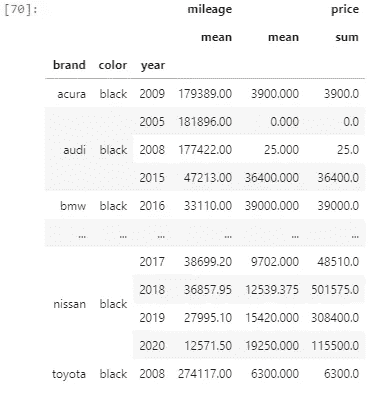 [70]: mileage price
mean mean sum
brand color year
acura black 2009 179389.00 3900.000 3900.0
2005 181896.00 0.000 0.0
audi black 2008 177422.00 25.000 25.0
2015 47213.00 36400.000 36400.0
bmw black 2016 33110.00 39000.000 39000.0
... ... ... ... ... ...
2017 38699.20 9702.000 48510.0
2018 36857.95 12539.375 501575.0
nissan black
2019 27995.10 15420.000 308400.0
2020 12571.50 19250.000 115500.0
toyota black 2008 274117.00 6300.000 6300.0